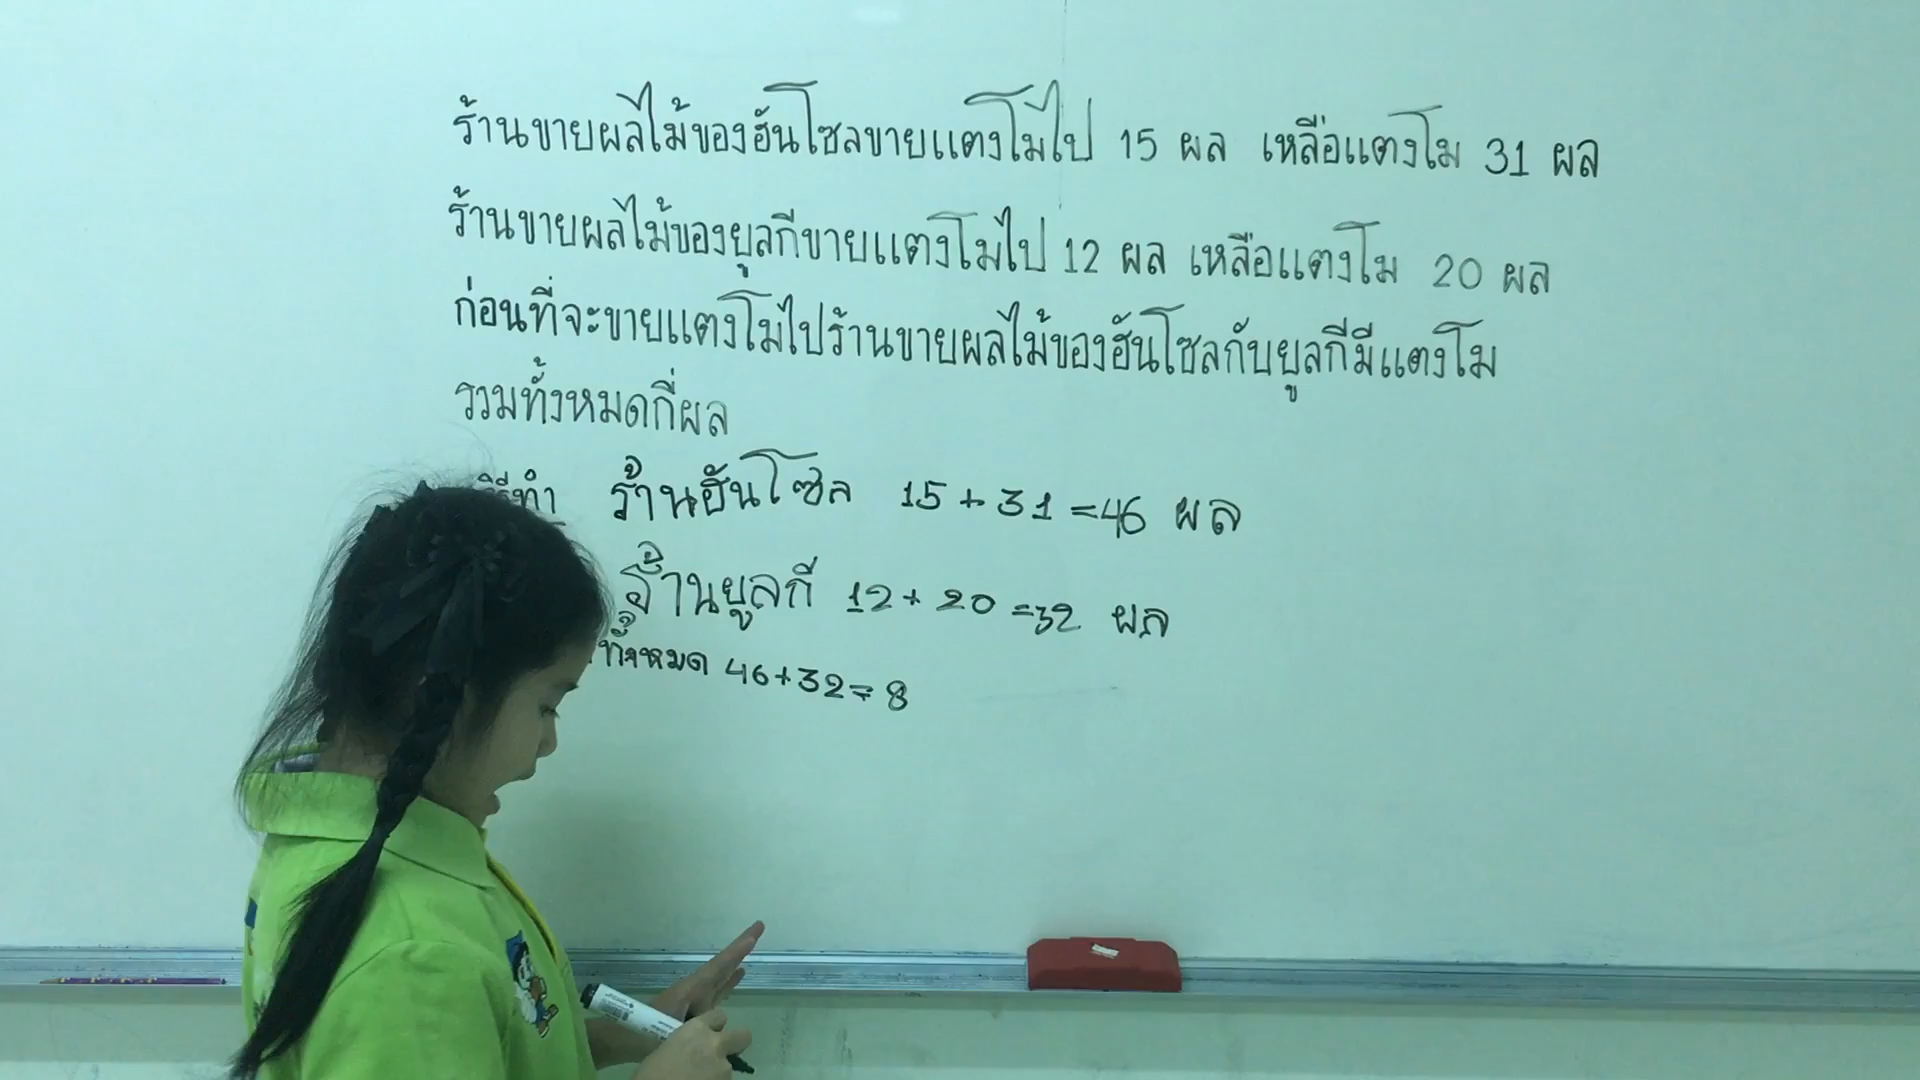 ร้านขายผลไม้ของฮันโซลขายแตงโมไป 15 ผล เหลือแตงโม 31 ผล
ร้านขายผลไม้ของยูลกีขายแตงโมไป 12 ผล เหลือแตงโม 20 ผล
ก่อนที่จะขายแตงโมไปร้านขายผลไม้ของฮันโซลกับยูลกีมีแตงโม
รวมทั้งหมดกี่ผล
วิธีทำ ร้านฮันโซล 15 + 31 = 46 ผล
ร้านยูลกี 12 + 20 = 32 ผล
ทั้งหมด 46 + 32 = 8